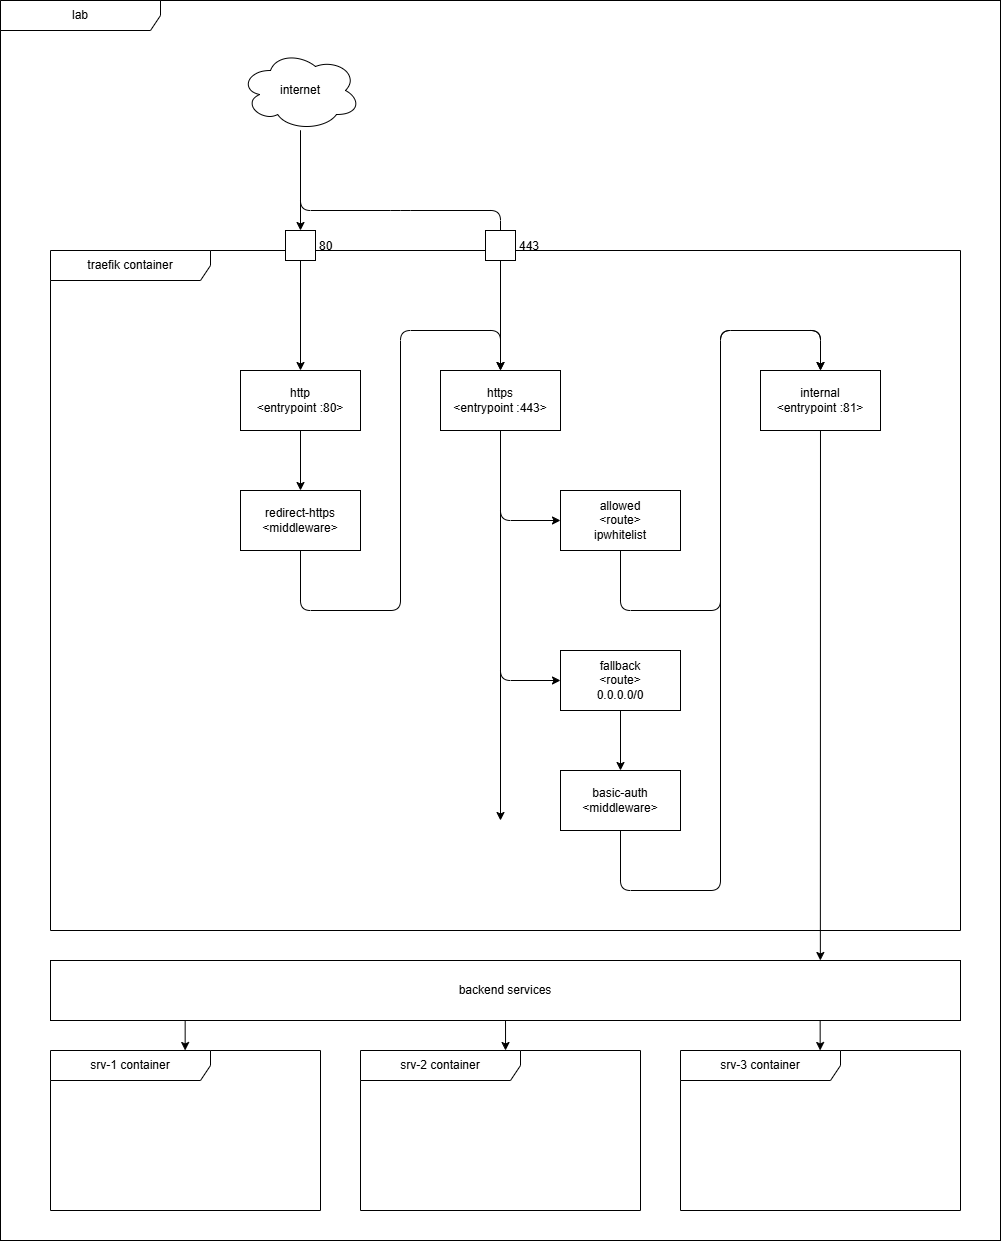 lab
internet
80
443
traefik container
http
<entrypoint :80>
https
<entrypoint :443>
internal
<entrypoint :81>
redirect-https
<middleware>
allowed
<route>
ipwhitelist
fallback
<route>
0.0.0.0/0
basic-auth
<middleware>
backend services
srv-1 container
srv-2 container
srv-3 container